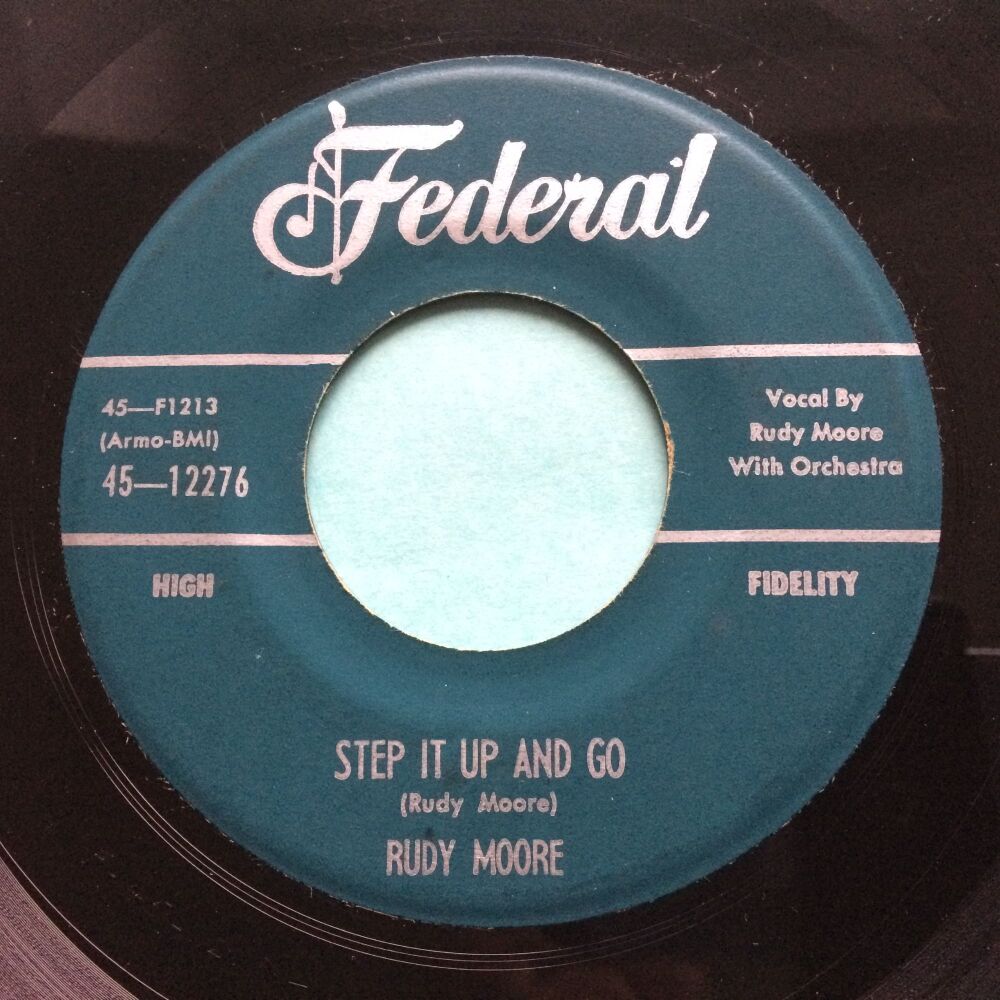 Federal
45—F1213
(Armo-BMI)
45—12276
Vocal By
Rudy Moore
With Orchestra
HIGH FIDELITY
STEP IT UP AND GO
(Rudy Moore)
RUDY MOORE